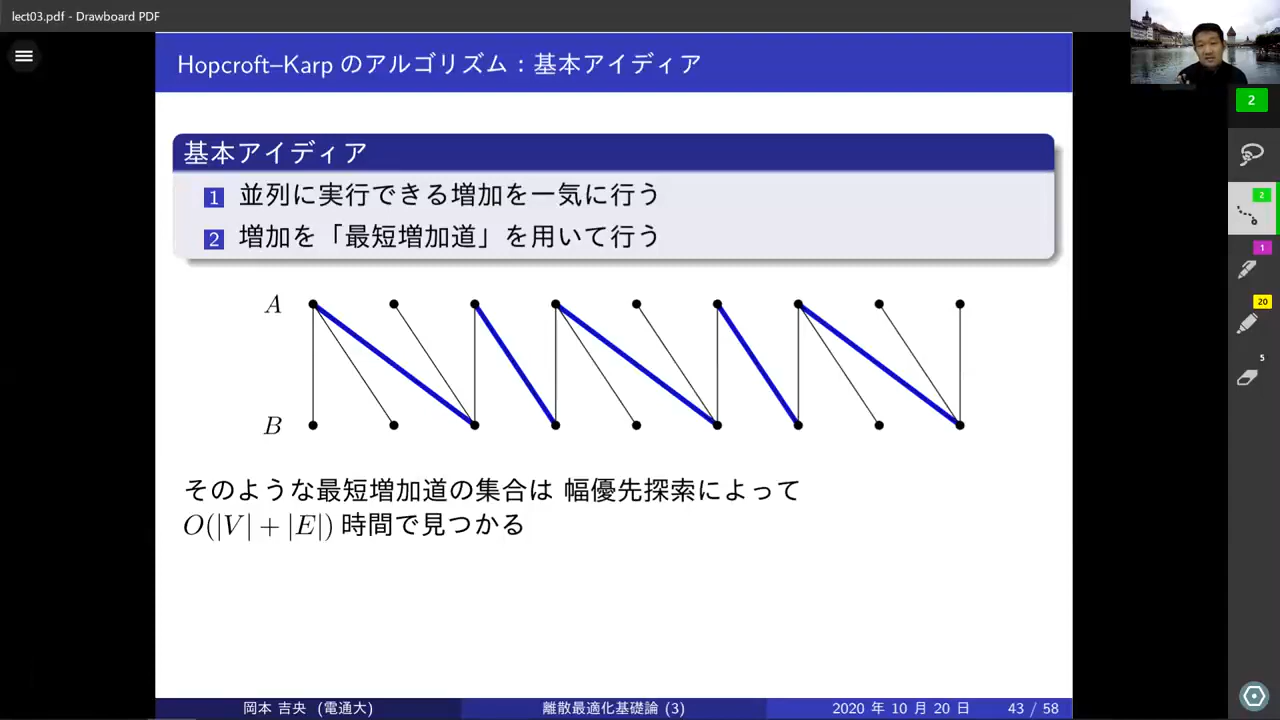 lect03.pdf - Drawboard PDF
Hopcroft–Karp のアルゴリズム:基本アイディア
2
基本アイディア
1 並列に実行できる増加を一気に行う
2 増加を「最短増加道」を用いて行う
2
1
20
5
A
B
そのような最短増加道の集合は 幅優先探索によって
O(|V| + |E|) 時間で見つかる
岡本 吉央 (電通大) 離散最適化基礎論 (3) 2020 年 10 月 20 日 43 / 58